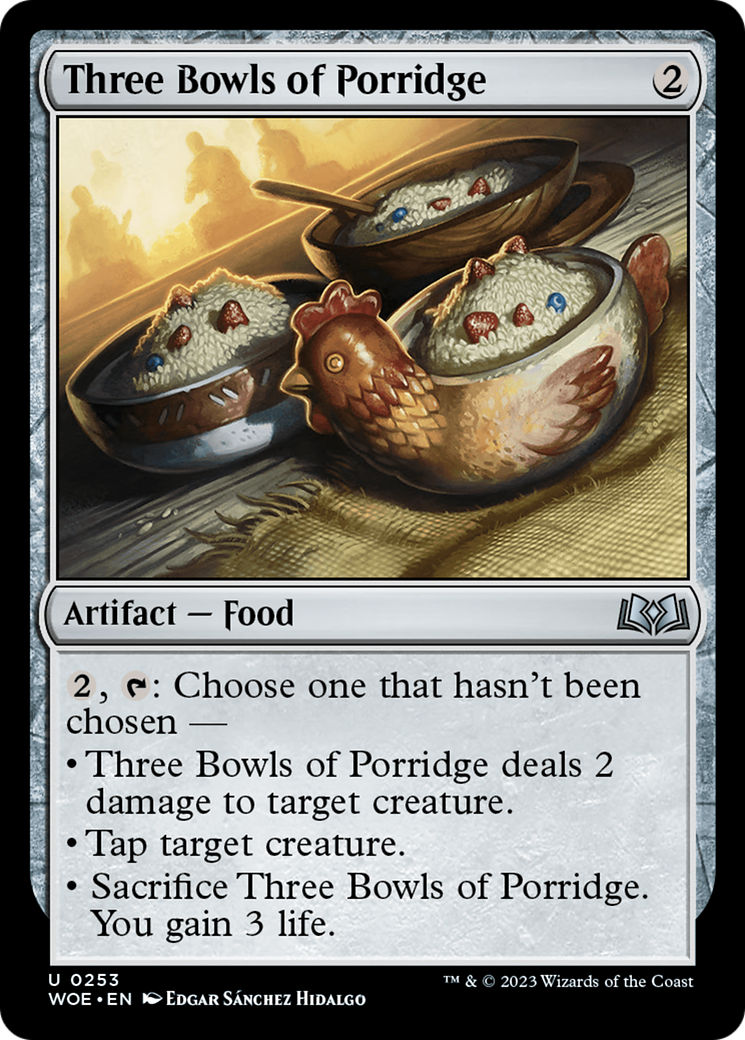 Three Bowls of Porridge 2
Artifact — Food
2, : Choose one that hasn't been
chosen —
• Three Bowls of Porridge deals 2
damage to target creature.
• Tap target creature.
• Sacrifice Three Bowls of Porridge.
You gain 3 life.
U 0253
™ & © 2023 Wizards of the Coast
WOE • EN Edgar Sánchez Hidalgo